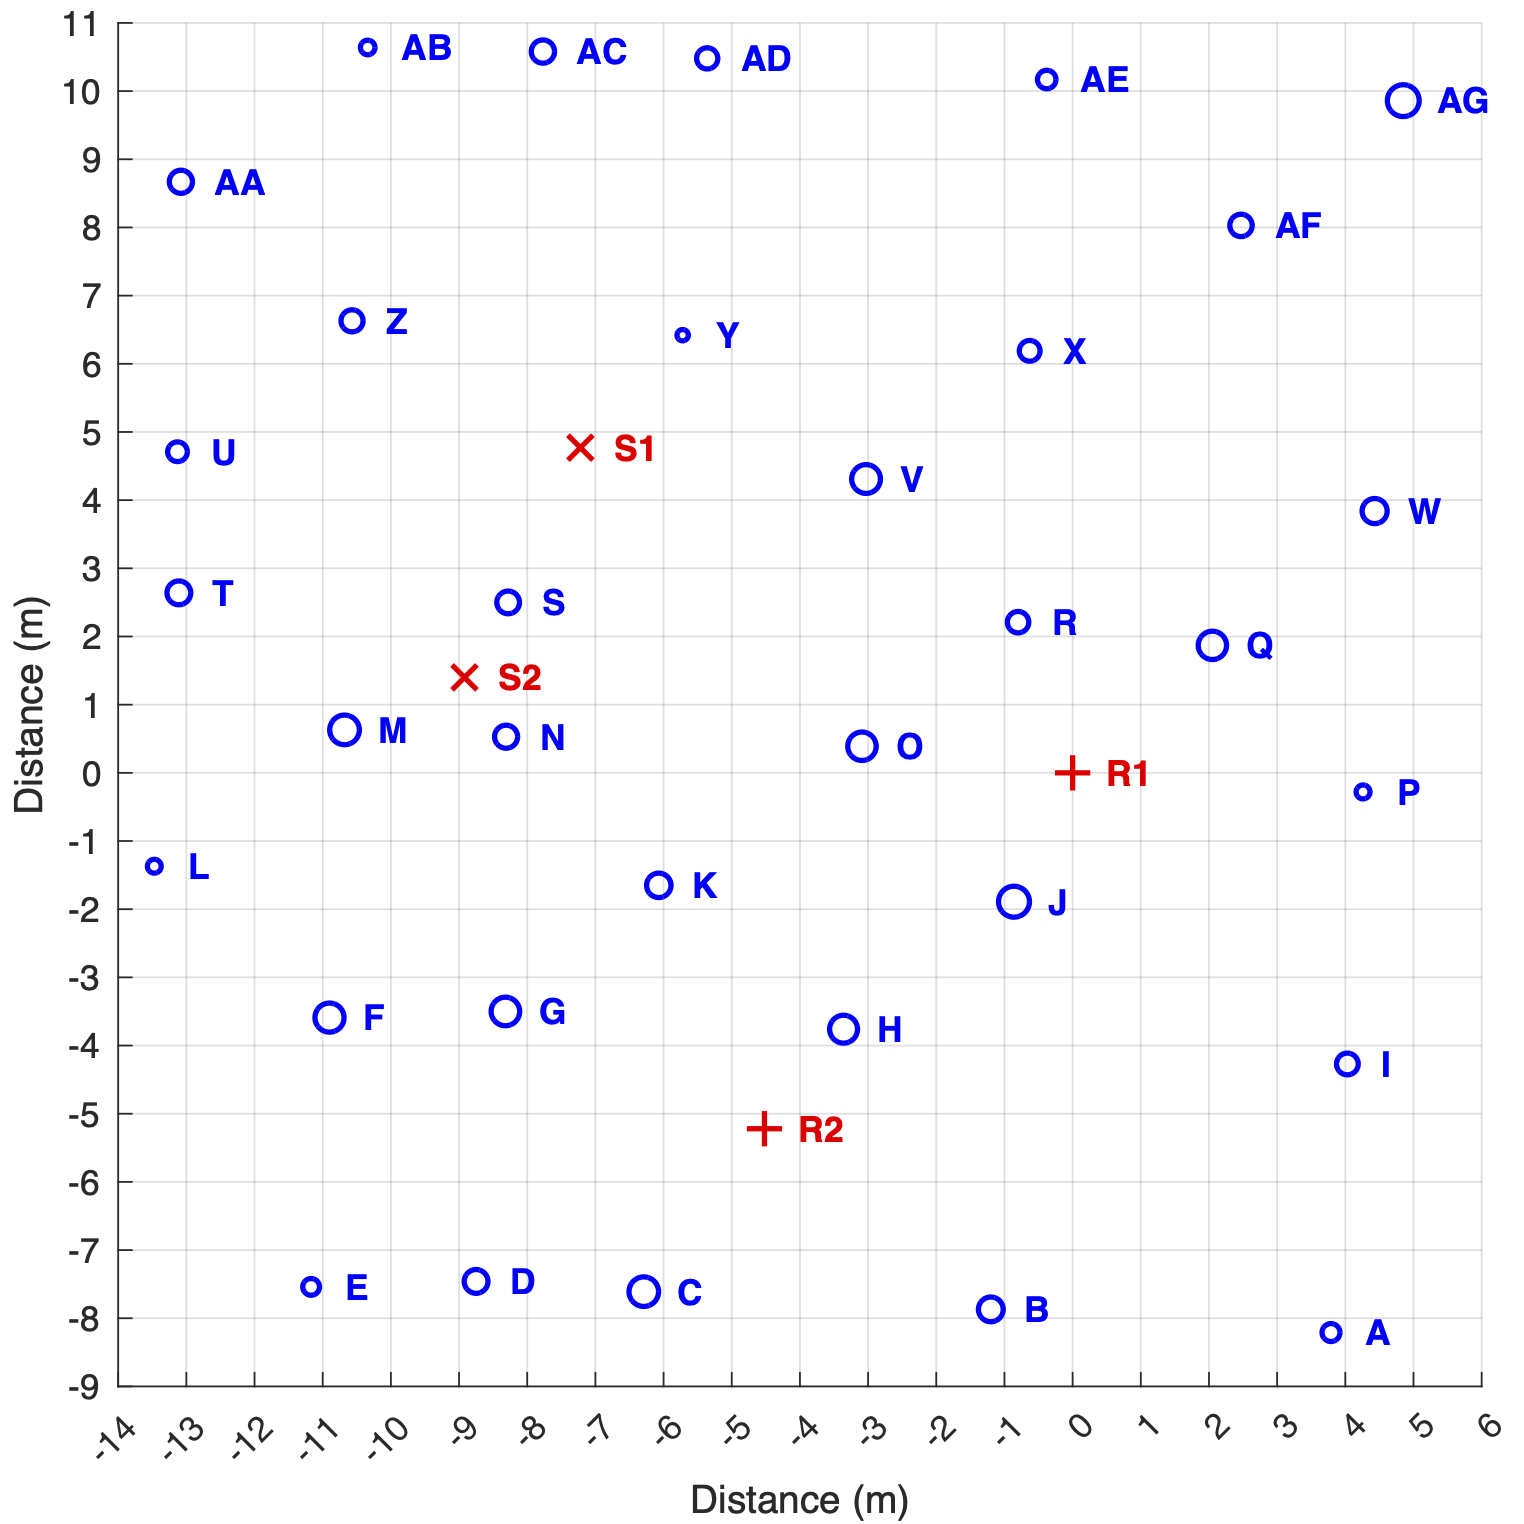 11
AB
AC
AD
AE
10
AG
9
AA
8
AF
7
Z
Y
X
6
5
S1
U
V
4
W
3
T
S
R
2
Q
S2
1
M
N
O
0
R1
P
-1
L
K
J
-2
-3
F
G
H
-4
I
-5
R2
-6
-7
E
D
C
B
-8
A
-9
-14 -13 -12 -11 -10 -9 -8 -7 -6 -5 -4 -3 -2 -1 0 1 2 3 4 5 6
Distance (m)
Distance (m)